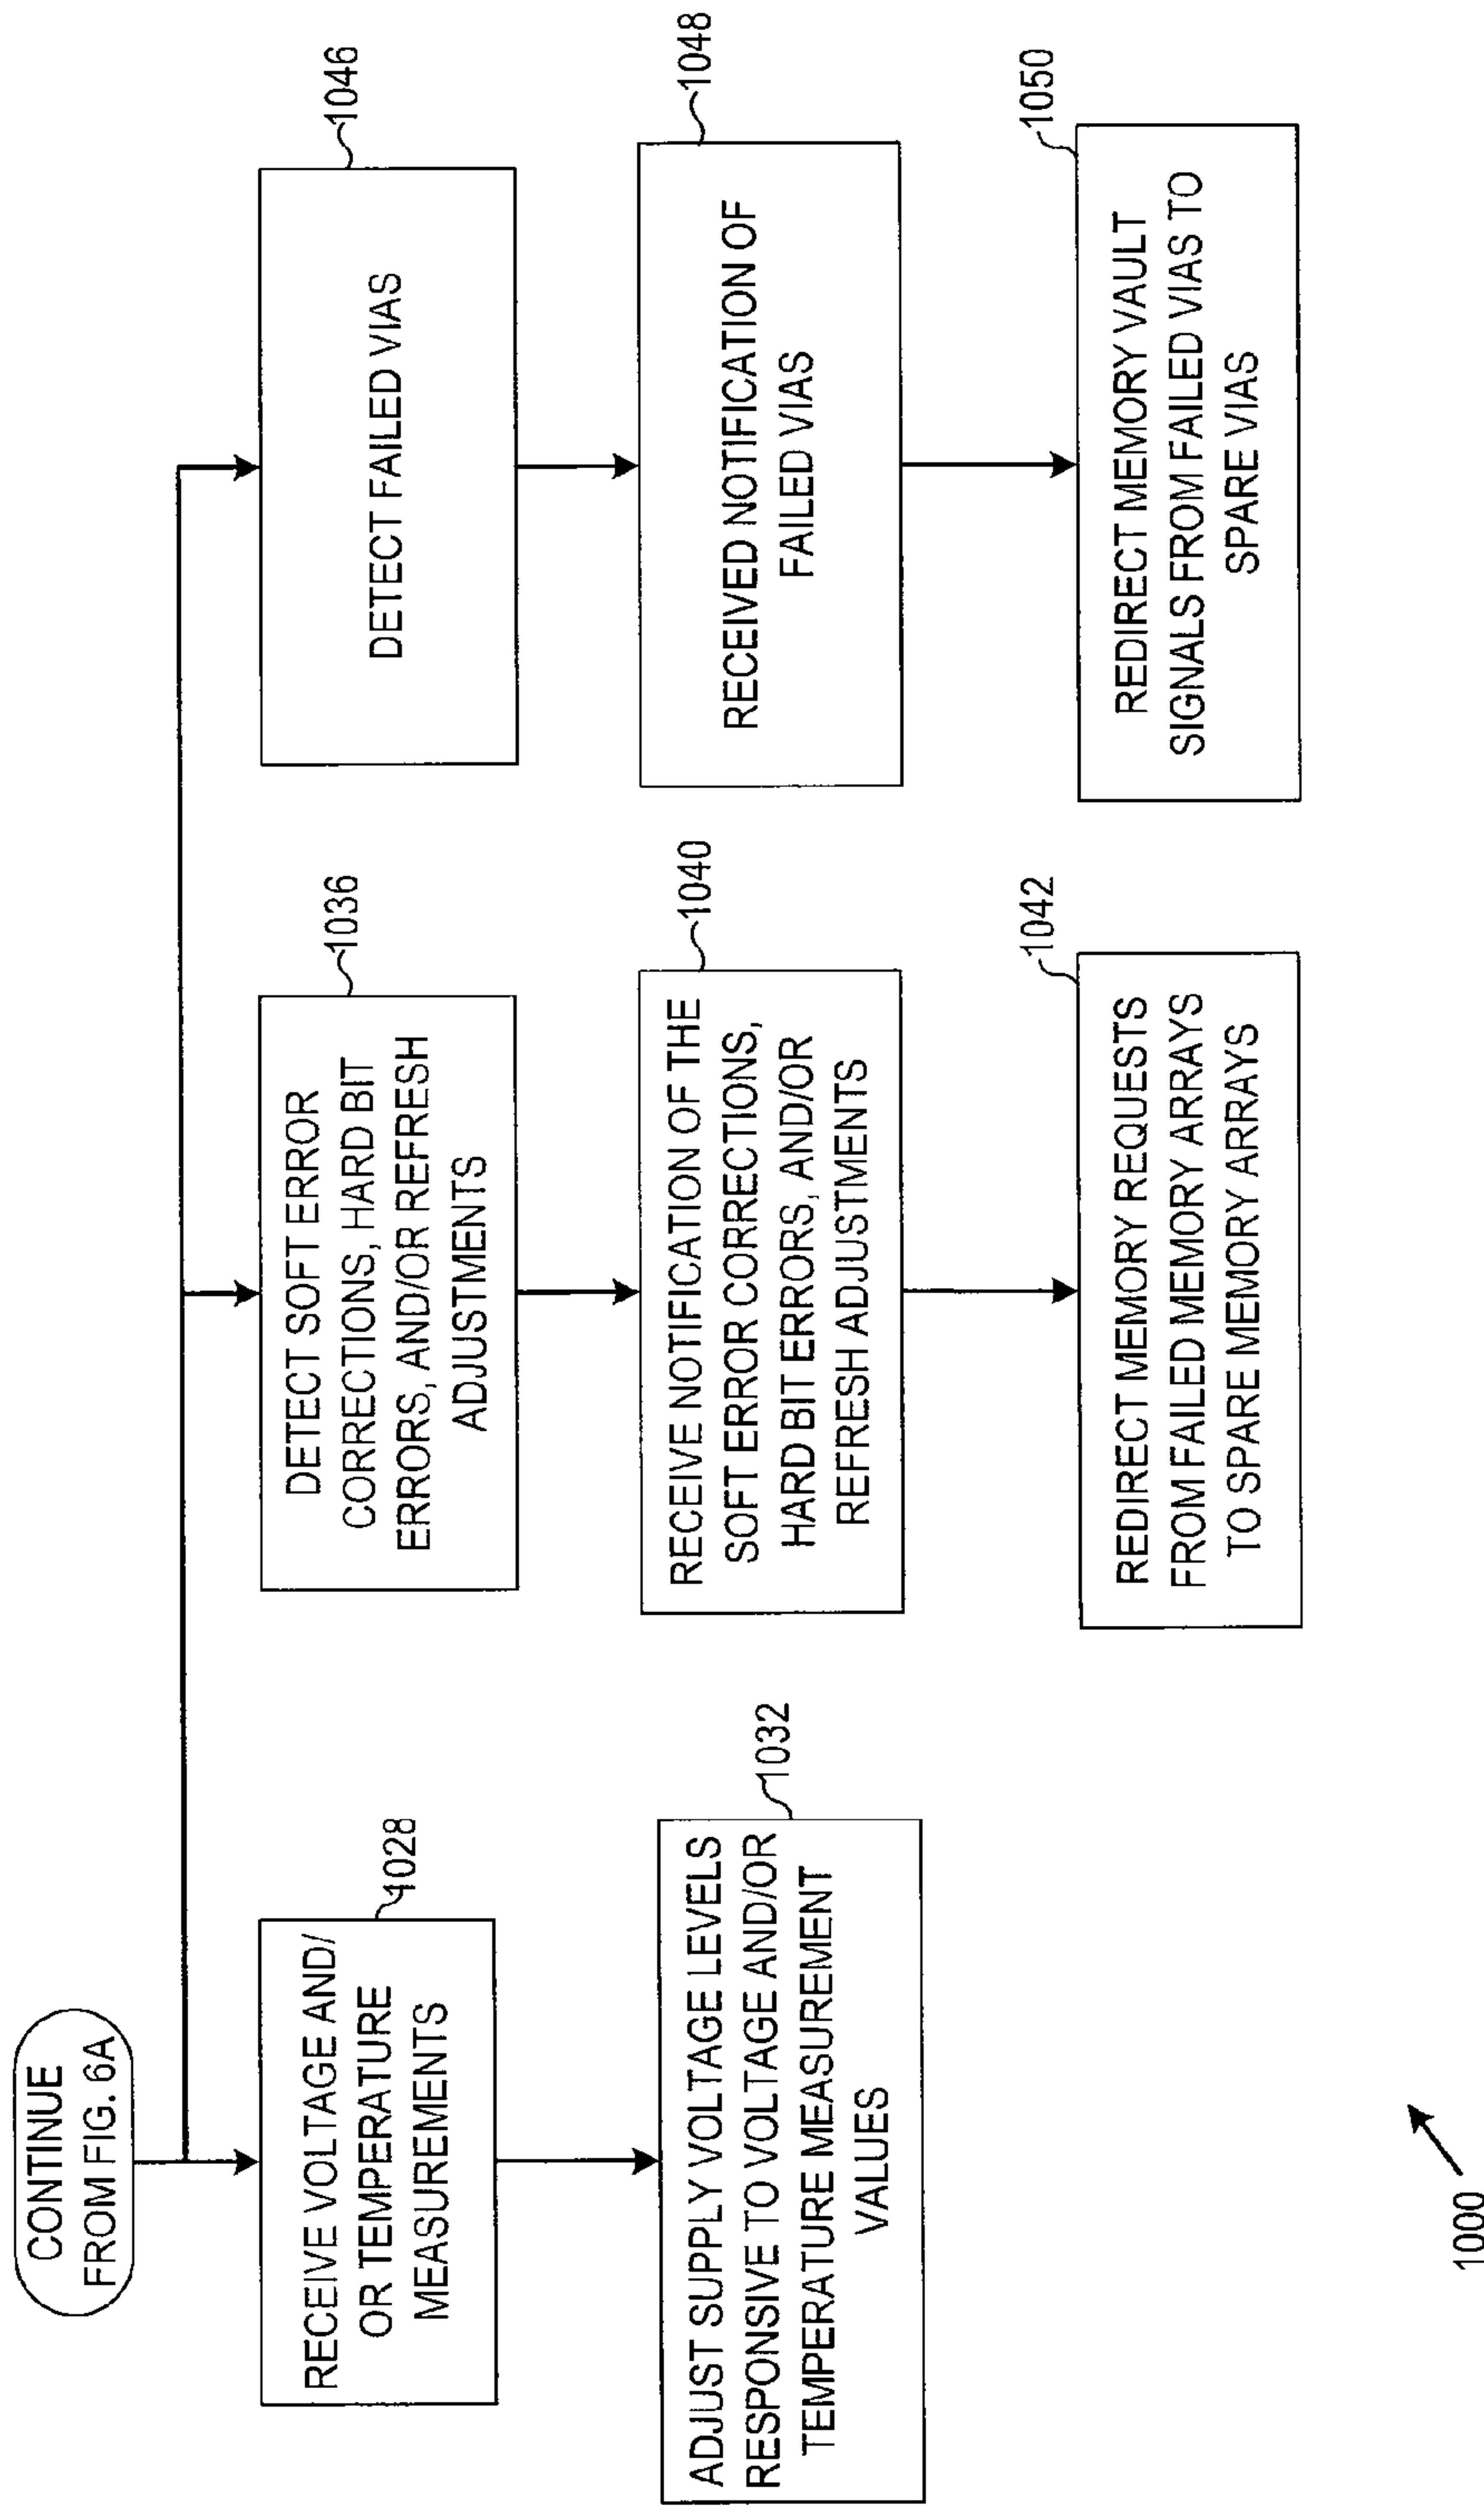 CONTINUE
FROM FIG. 6A
1028
RECEIVE VOLTAGE AND/
OR TEMPERATURE
MEASUREMENTS
1032
ADJUST SUPPLY VOLTAGE LEVELS
RESPONSIVE TO VOLTAGE AND/OR
TEMPERATURE MEASUREMENT
VALUES
1036
DETECT SOFT ERROR
CORRECTIONS, HARD BIT
ERRORS, AND/OR REFRESH
ADJUSTMENTS
1040
RECEIVE NOTIFICATION OF THE
SOFT ERROR CORRECTIONS,
HARD BIT ERRORS, AND/OR
REFRESH ADJUSTMENTS
1042
REDIRECT MEMORY REQUESTS
FROM FAILED MEMORY ARRAYS
TO SPARE MEMORY ARRAYS
1046
DETECT FAILED VIAS
1048
RECEIVED NOTIFICATION OF
FAILED VIAS
1050
REDIRECT MEMORY VAULT
SIGNALS FROM FAILED VIAS TO
SPARE VIAS
1000